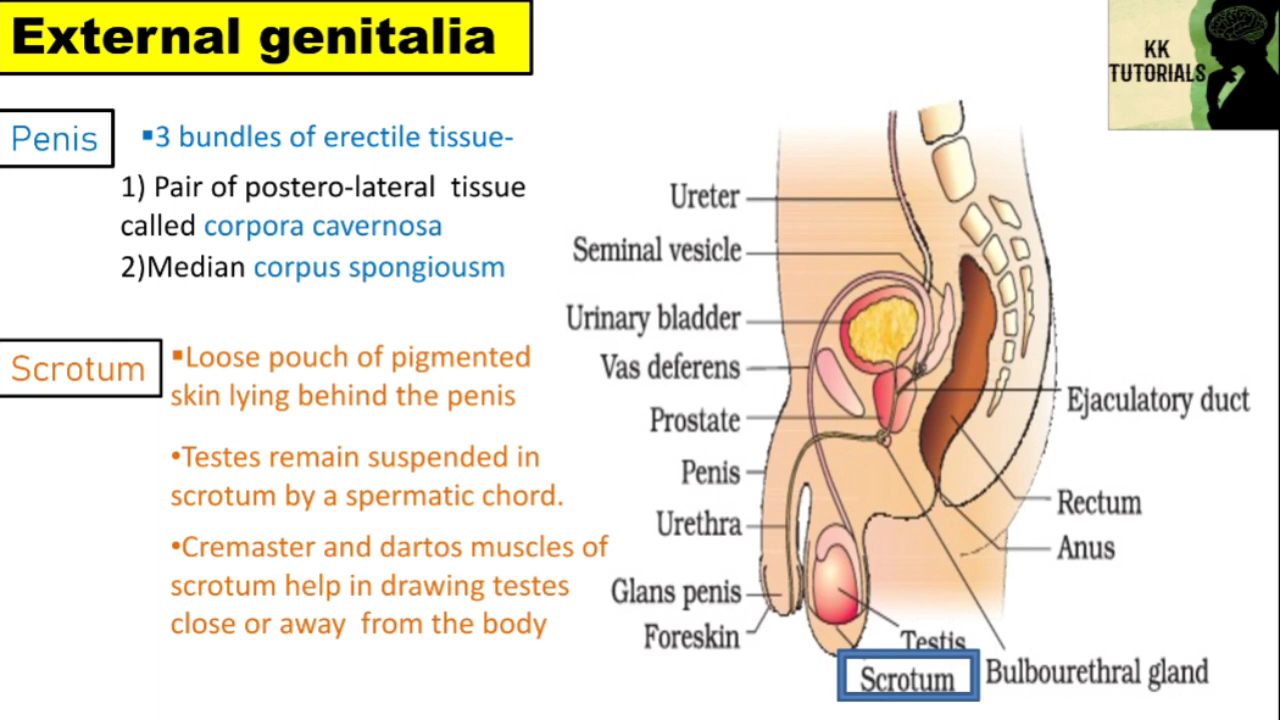 External genitalia
KK
TUTORIALS
Penis
▪3 bundles of erectile tissue-
1) Pair of postero-lateral tissue
called corpora cavernosa
2)Median corpus spongiousm
Scrotum
▪Loose pouch of pigmented
skin lying behind the penis
•Testes remain suspended in
scrotum by a spermatic chord.
•Cremaster and dartos muscles of
scrotum help in drawing testes
close or away from the body
Ureter
Seminal vesicle
Urinary bladder
Vas deferens
Prostate
Penis
Urethra
Glans penis
Foreskin
Ejaculatory duct
Rectum
Anus
Testis
Scrotum
Bulbourethral gland